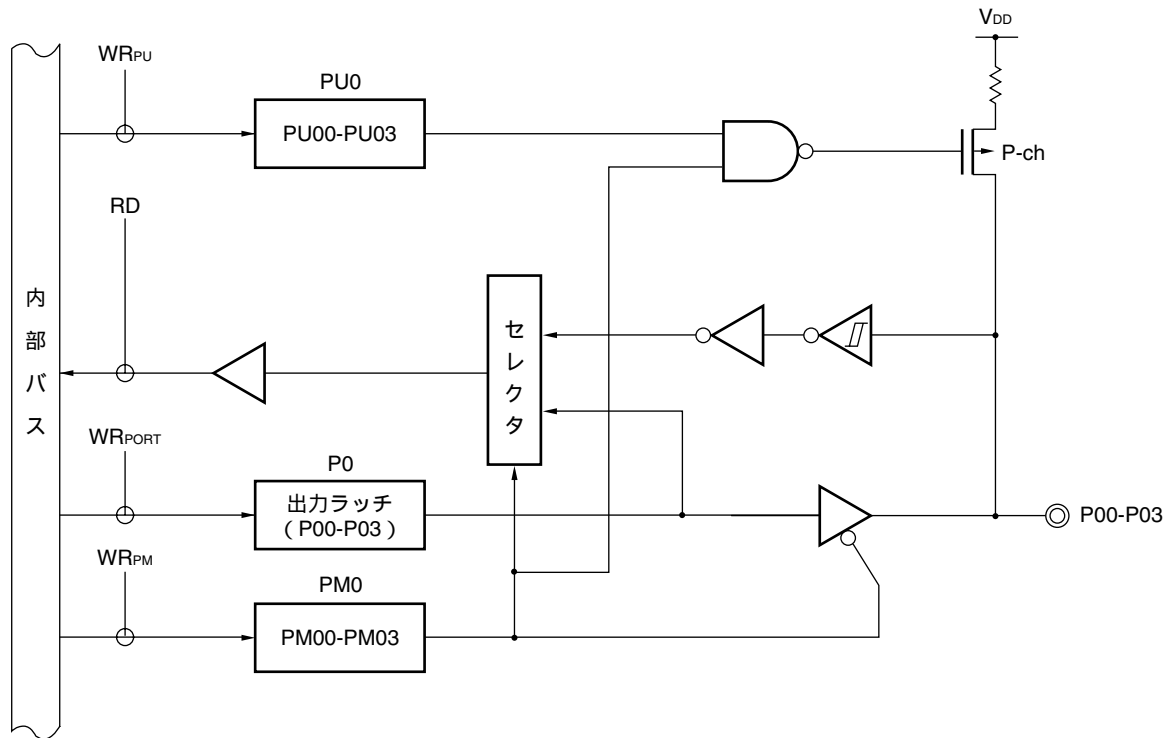 VDD
WRPU
PU0
PU00-PU03
P-ch
RD
内部バス
セレクタ
WRPORT
P0
出力ラッチ
(P00-P03)
P00-P03
WRPM
PM0
PM00-PM03